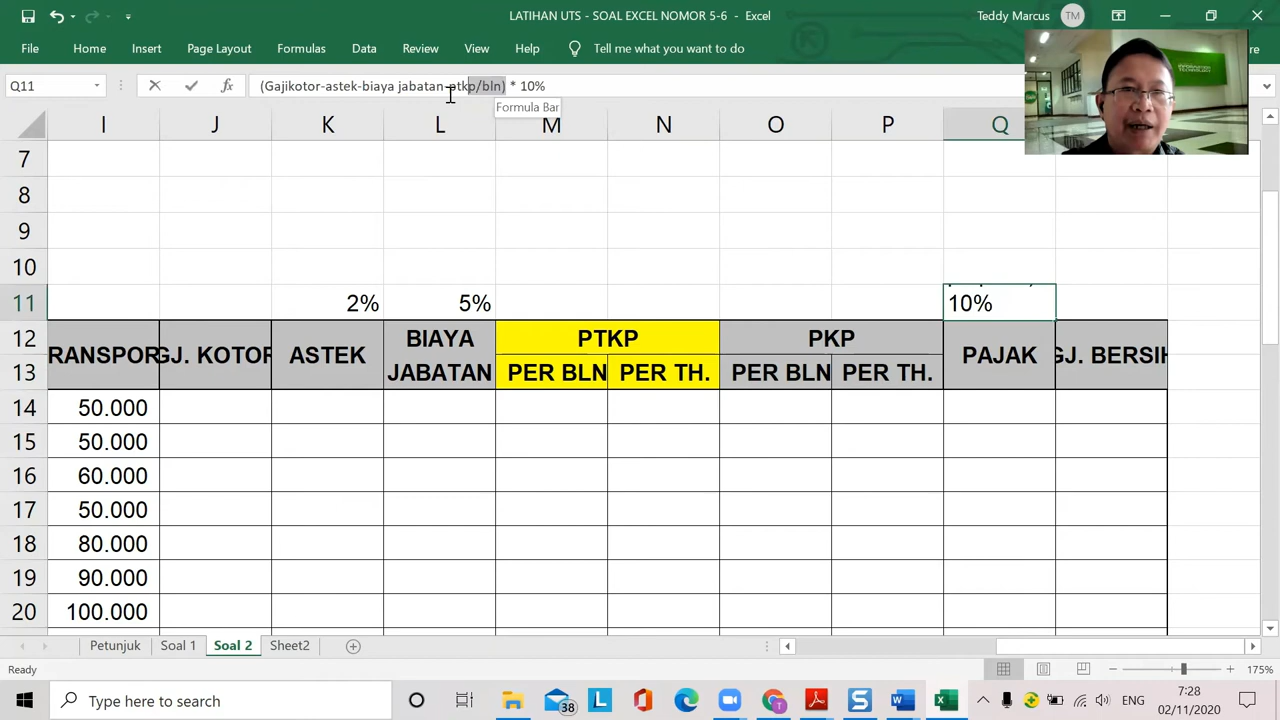 LATIHAN UTS - SOAL EXCEL NOMOR 5-6 - Excel
Teddy Marcus
TM
File Home Insert Page Layout Formulas Data Review View Help Tell me what you want to do
Q11 fx (Gajikotor-astek-biaya jabatan-ptkp/bln) * 10%
Formula Bar
I J K L M N O P Q
7
8
9
10
11 2% 5% 10%
12 BIAYA PTKP PKP
RANSPOR GJ. KOTOR ASTEK PAJAK GJ. BERSIH
13 JABATAN PER BLN PER TH. PER BLN PER TH.
14 50.000
15 50.000
16 60.000
17 50.000
18 80.000
19 90.000
20 100.000
Petunjuk Soal 1 Soal 2 Sheet2
Ready 175%
Type here to search 38 L T S W X ENG 7:28
02/11/2020